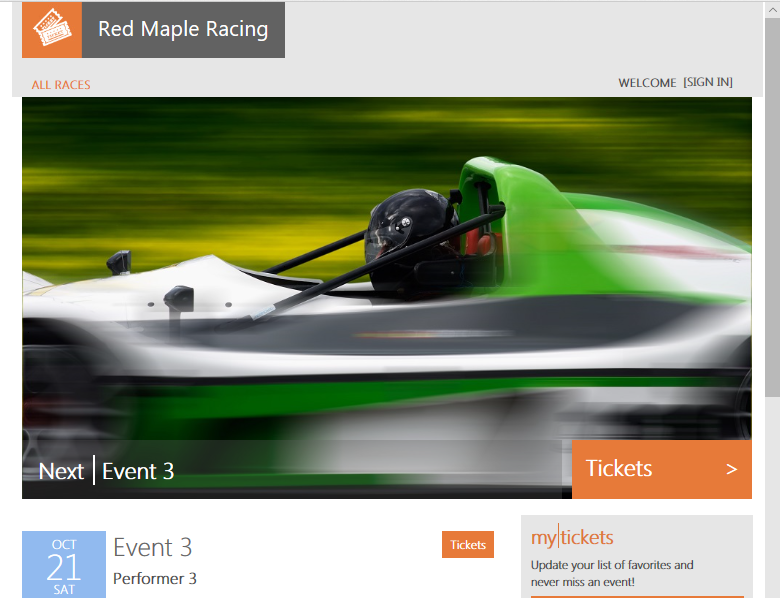 Red Maple Racing
ALL RACES
WELCOME [SIGN IN]
Next | Event 3
Tickets >
OCT
21
SAT
Event 3
Performer 3
Tickets
my|tickets
Update your list of favorites and
never miss an event!